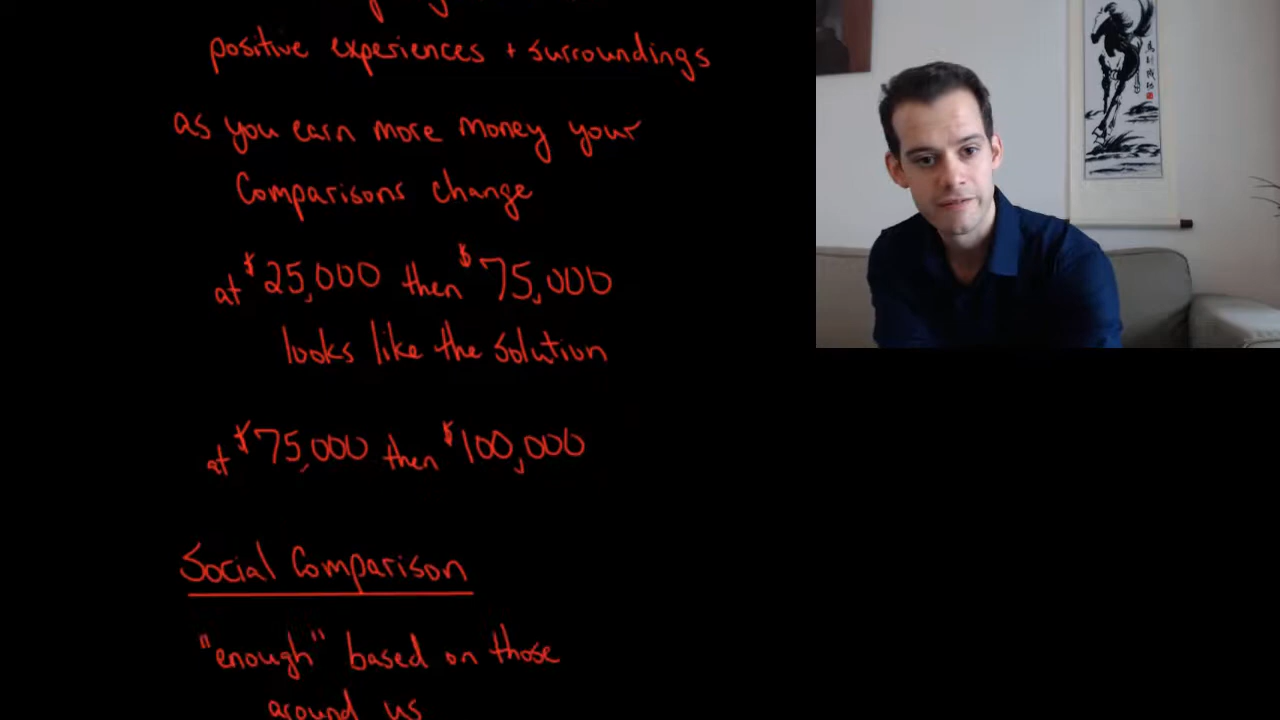 positive experiences + surroundings
as you earn more money your
Comparisons change
at $25,000 then $75,000
looks like the solution
at $75,000 then $100,000
Social Comparison
"enough" based on those
around us